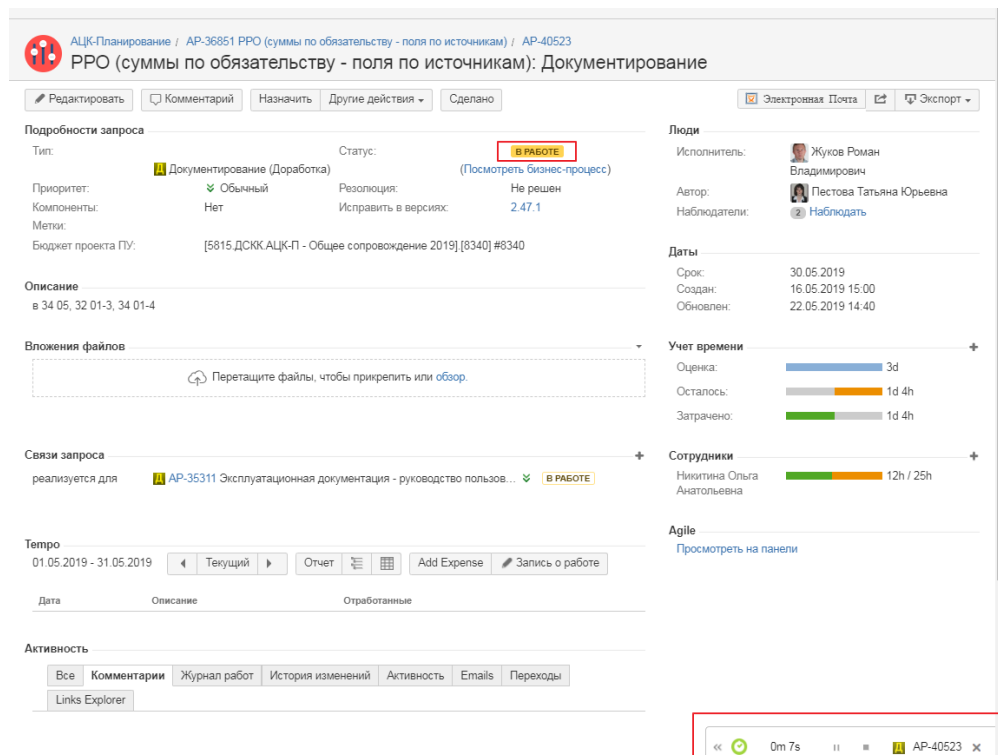 АЦК-Планирование / АР-36851 РРО (суммы по обязательству - поля по источникам) / АР-40523
РРО (суммы по обязательству - поля по источникам): Документирование
Редактировать Комментарий Назначить Другие действия Сделано Электронная Почта Экспорт
Подробности запроса
Тип: Статус: В РАБОТЕ
Д Документирование (Доработка) (Посмотреть бизнес-процесс)
Приоритет: Обычный Резолюция: Не решен
Компоненты: Нет Исправить в версиях: 2.47.1
Метки:
Бюджет проекта ПУ: [5815.ДСКК.АЦК-П - Общее сопровождение 2019].[8340] #8340
Описание
в 34 05, 32 01-3, 34 01-4
Вложения файлов
Перетащите файлы, чтобы прикрепить или обзор.
Связи запроса
реализуется для Д АР-35311 Эксплуатационная документация - руководство пользов... В РАБОТЕ
Tempo
01.05.2019 - 31.05.2019 Текущий Отчет Add Expense Запись о работе
Дата Описание Отработанные
Активность
Все Комментарии Журнал работ История изменений Активность Emails Переходы
Links Explorer
Люди
Исполнитель: Жуков Роман
Владимирович
Автор: Пестова Татьяна Юрьевна
Наблюдатели: 2 Наблюдать
Даты
Срок: 30.05.2019
Создан: 16.05.2019 15:00
Обновлен: 22.05.2019 14:40
Учет времени
Оценка: 3d
Осталось: 1d 4h
Затрачено: 1d 4h
Сотрудники
Никитина Ольга 12h / 25h
Анатольевна
Agile
Просмотреть на панели
0m 7s Д АР-40523